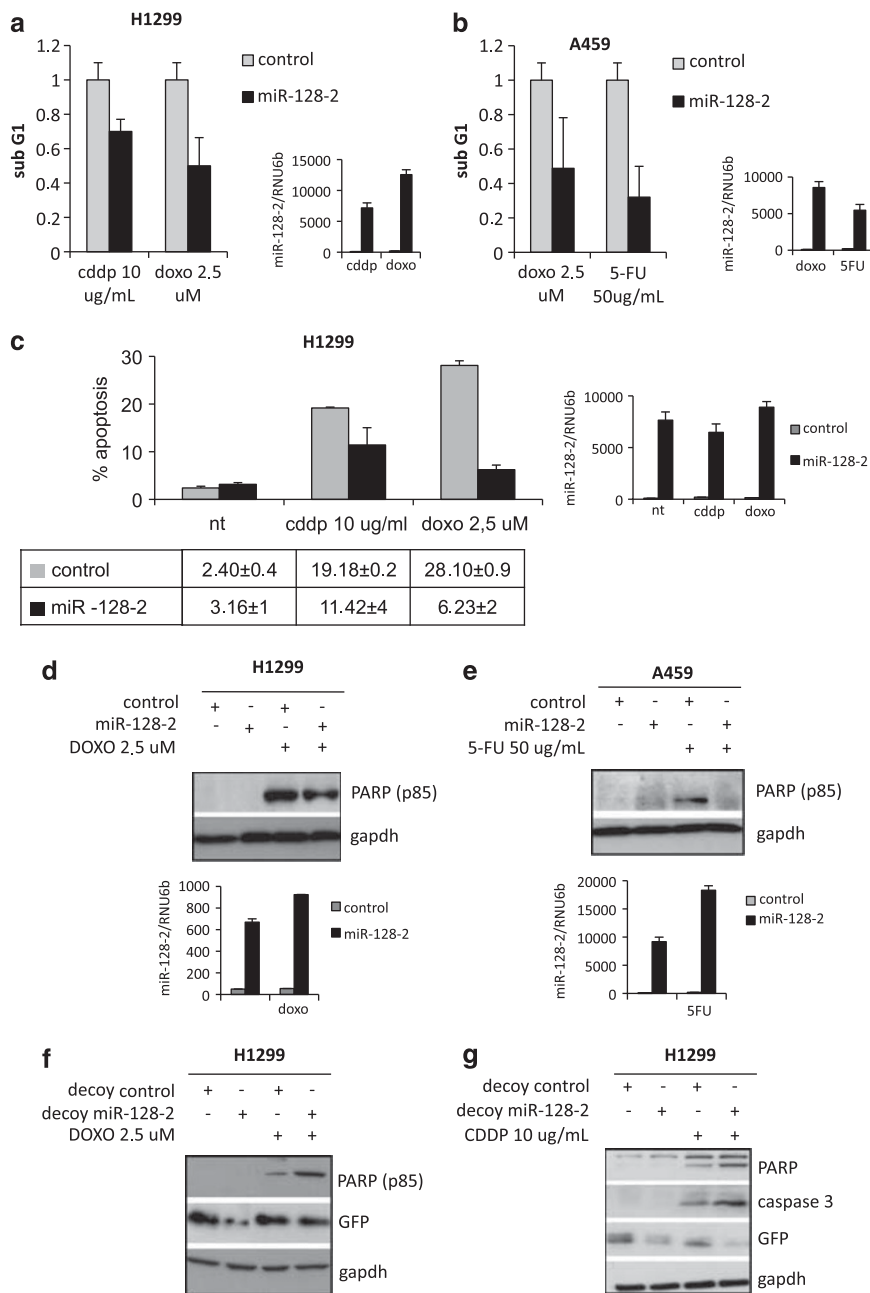 a
H1299
1.2
1
0.8
0.6
0.4
0.2
0
sub G1
control
miR-128-2
cddp 10 ug/mL
doxo 2.5 uM
15000
10000
5000
0
miR-128-2/RNU6b
cddp doxo
b
A459
1.2
1
0.8
0.6
0.4
0.2
0
sub G1
control
miR-128-2
doxo 2.5 uM
5-FU 50ug/mL
15000
10000
5000
0
miR-128-2/RNU6b
doxo 5FU
c
H1299
30
20
10
0
% apoptosis
nt cddp 10 ug/ml doxo 2,5 uM
10000
5000
0
miR-128-2/RNU6b
nt cddp doxo
control
miR-128-2
control 2.40±0.4 19.18±0.2 28.10±0.9
miR -128-2 3.16±1 11.42±4 6.23±2
d
H1299
control + - + -
miR-128-2 - + - +
DOXO 2.5 uM + +
PARP (p85)
gapdh
1000
800
600
400
200
0
miR-128-2/RNU6b
doxo
control
miR-128-2
e
A459
control + - + -
miR-128-2 - + - +
5-FU 50 ug/mL + +
PARP (p85)
gapdh
20000
15000
10000
5000
0
miR-128-2/RNU6b
5FU
control
miR-128-2
f
H1299
decoy control + - + -
decoy miR-128-2 - + - +
DOXO 2.5 uM + +
PARP (p85)
GFP
gapdh
g
H1299
decoy control + - + -
decoy miR-128-2 - + - +
CDDP 10 ug/mL + +
PARP
caspase 3
GFP
gapdh